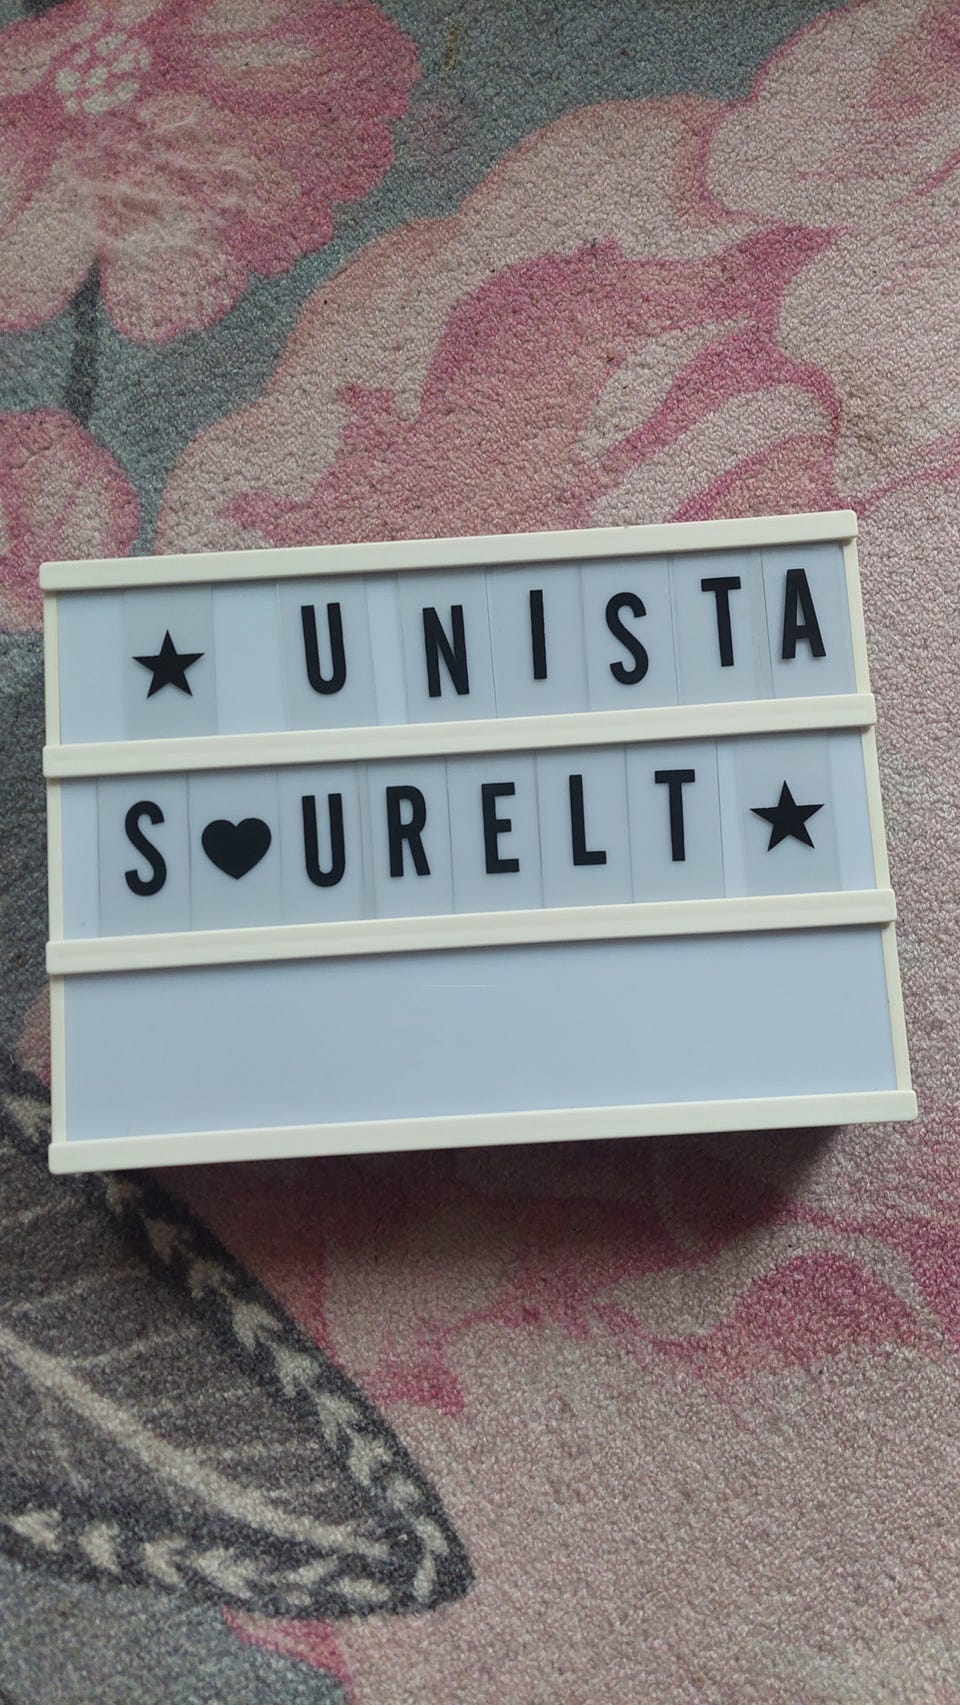 ★ UNISTA
S♥URELT ★